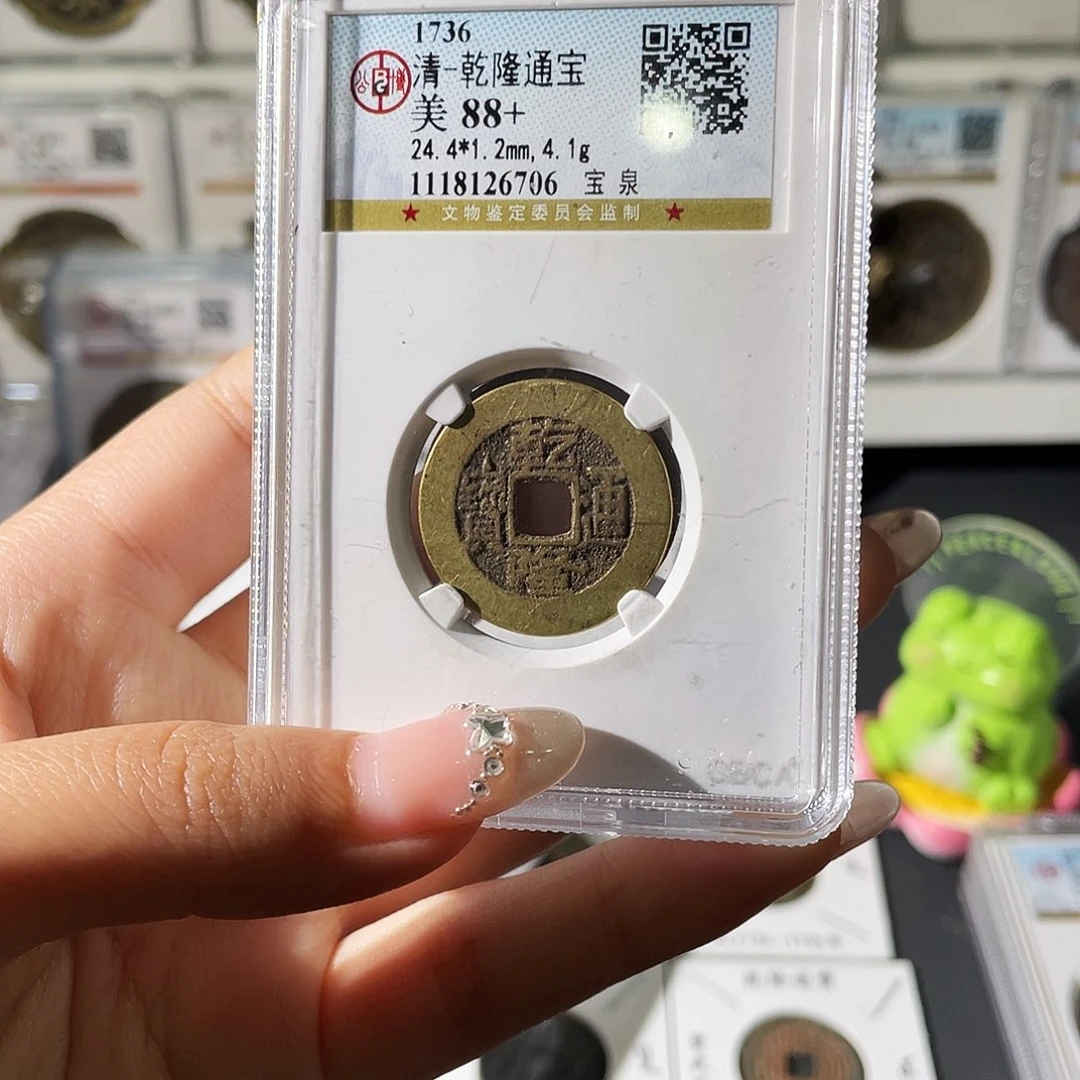 1736
清-乾隆通宝
美 88+
24.4*1.2mm, 4.1g
1118126706 宝 泉
★ 文物鉴定委员会监制 ★
乾
寶 通
隆